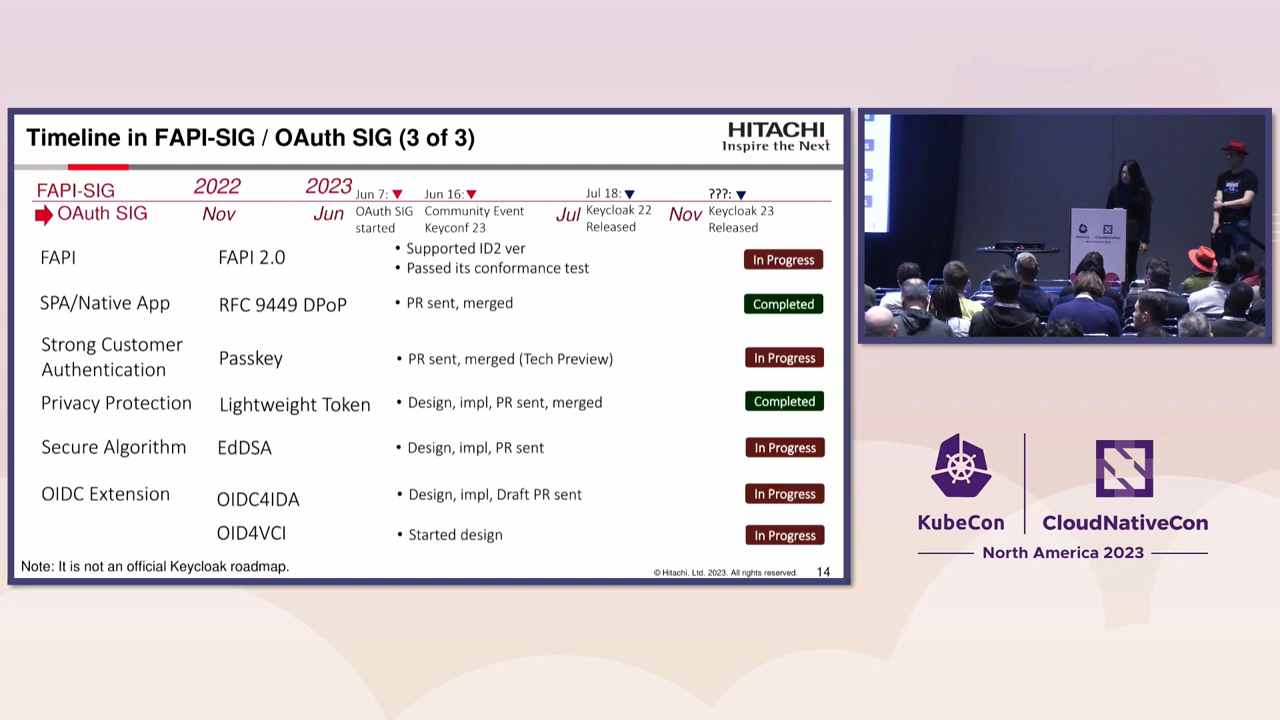 Timeline in FAPI-SIG / OAuth SIG (3 of 3)
HITACHI
Inspire the Next
FAPI-SIG
2022
2023
Jun 7:
Jun 16:
Jul 18:
???:
OAuth SIG
Nov
Jun
OAuth SIG
started
Community Event
Keyconf 23
Jul
Keycloak 22
Released
Nov
Keycloak 23
Released
FAPI
FAPI 2.0
• Supported ID2 ver
• Passed its conformance test
In Progress
SPA/Native App
RFC 9449 DPoP
• PR sent, merged
Completed
Strong Customer
Authentication
Passkey
• PR sent, merged (Tech Preview)
In Progress
Privacy Protection
Lightweight Token
• Design, impl, PR sent, merged
Completed
Secure Algorithm
EdDSA
• Design, impl, PR sent
In Progress
OIDC Extension
OIDC4IDA
• Design, impl, Draft PR sent
In Progress
OID4VCI
• Started design
In Progress
Note: It is not an official Keycloak roadmap.
© Hitachi, Ltd. 2023. All rights reserved.
14
KubeCon
CloudNativeCon
North America 2023